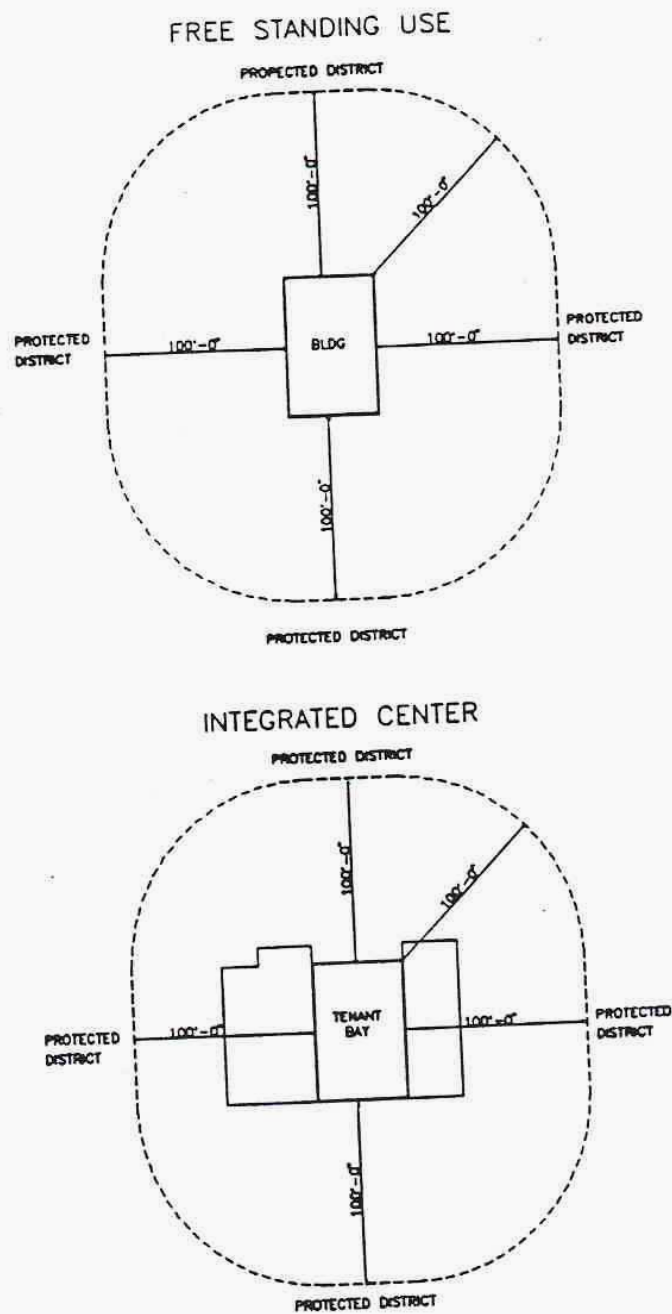 FREE STANDING USE
PROPECTED DISTRICT
100'-0"
100'-0"
PROTECTED
DISTRICT
100'-0"
BLDG
100'-0"
PROTECTED
DISTRICT
100'-0"
PROTECTED DISTRICT
INTEGRATED CENTER
PROTECTED DISTRICT
100'-0"
100'-0"
PROTECTED
DISTRICT
100'-0"
TENANT
BAY
100'-0"
PROTECTED
DISTRICT
100'-0"
PROTECTED DISTRICT